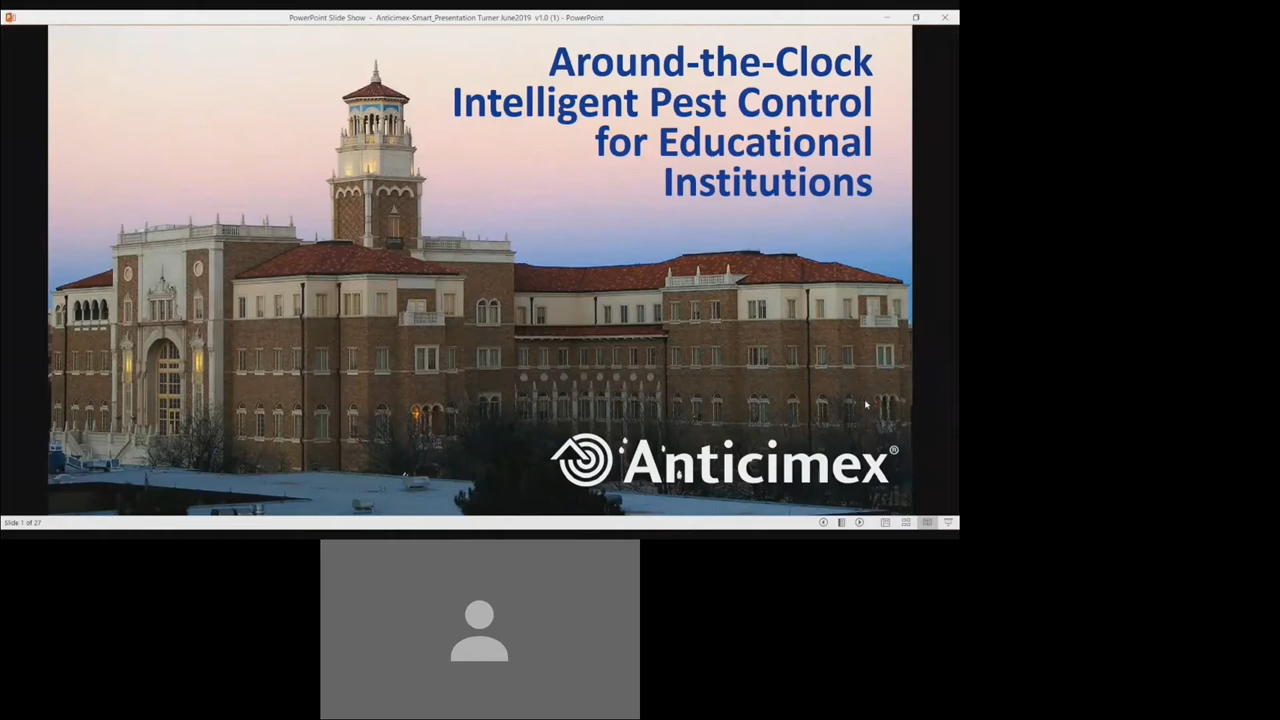 PowerPoint Slide Show - Anticimex-Smart_Presentation Turner June2019 v1.0 (1) - PowerPoint
Around-the-Clock
Intelligent Pest Control
for Educational
Institutions
Anticimex®
Slide 1 of 27